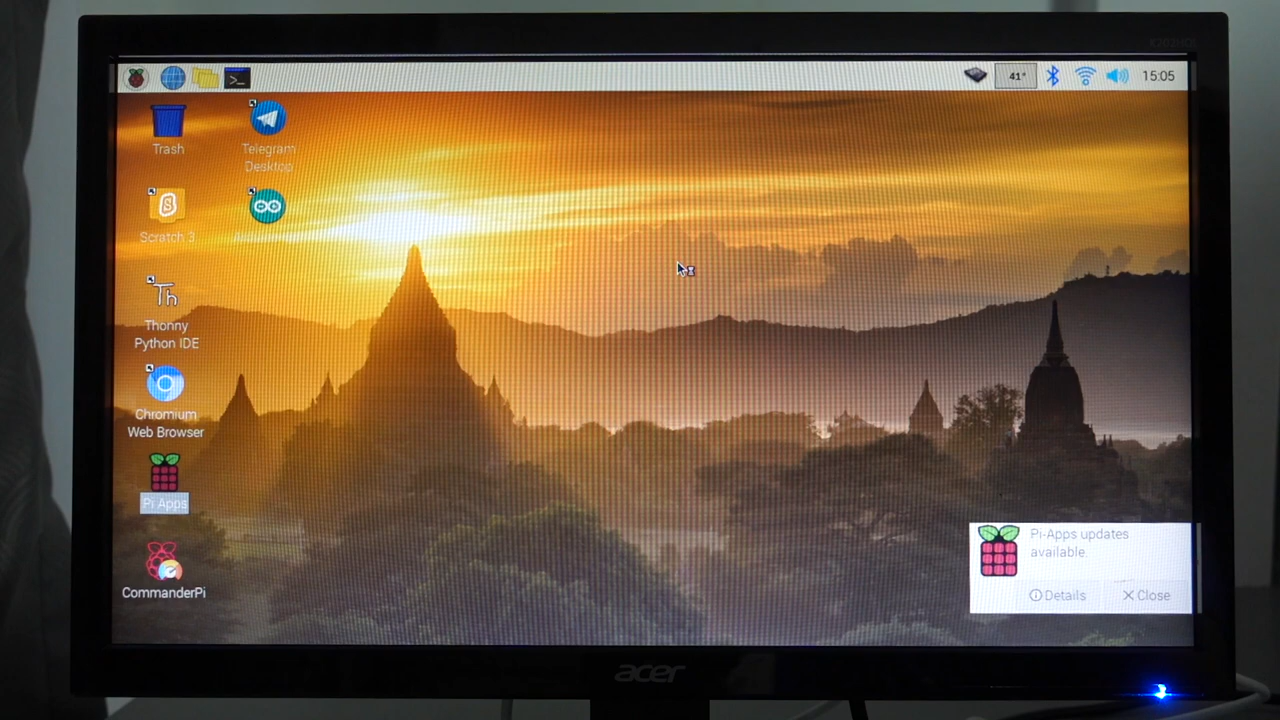 41°
15:05
Trash
Telegram
Desktop
Scratch 3
Th
Thonny
Python IDE
Chromium
Web Browser
Pi Apps
CommanderPi
Pi-Apps updates
available.
Details
Close
acer